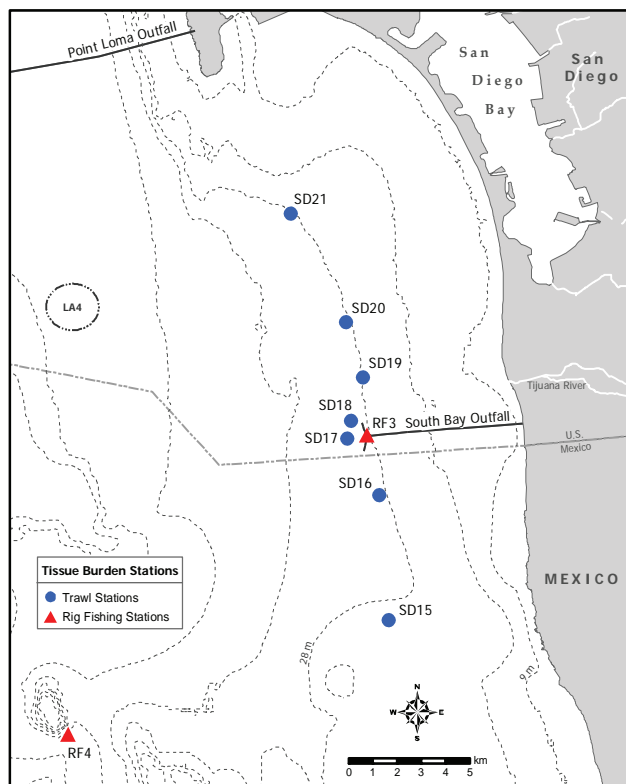 Point Loma Outfall
San
Diego
Bay
San
Diego
SD21
LA4
SD20
SD19
Tijuana River
SD18
RF3
South Bay Outfall
SD17
U.S.
Mexico
SD16
Tissue Burden Stations
Trawl Stations
Rig Fishing Stations
MEXICO
SD15
28 m
9 m
N
W
E
S
RF4
km
0 1 2 3 4 5